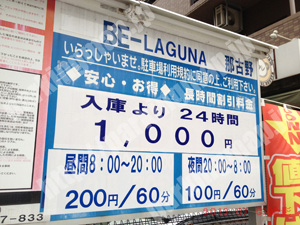 BE-LAGUNA 那古野
いらっしゃいませ。駐車場利用規約に同意の上、ご利用下さい。
◆安心・お得◆ 長時間割引料金
入庫より24時間
1,000円
昼間8:00~20:00
200円/60分
夜間20:00~8:00
100円/60分
7-833